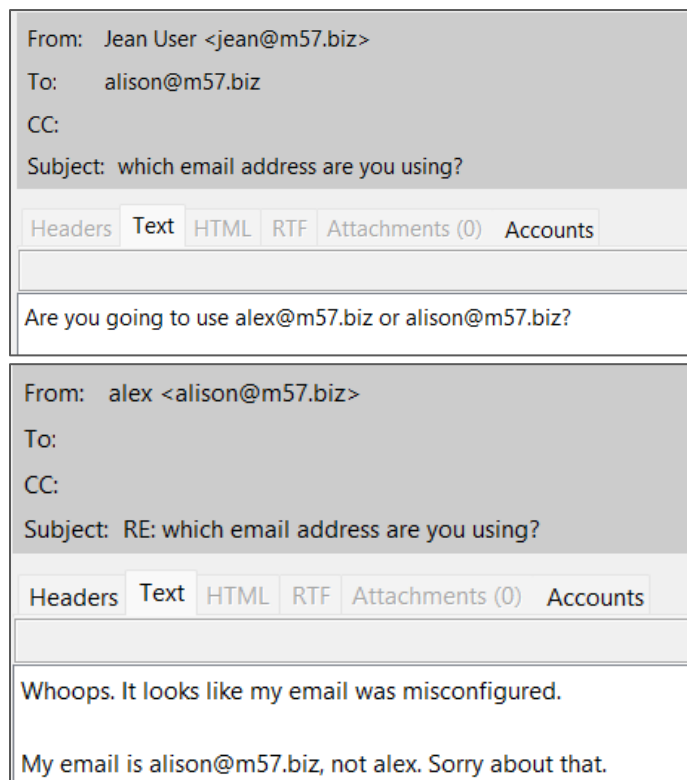 From: Jean User <jean@m57.biz>
To: alison@m57.biz
CC:
Subject: which email address are you using?
Headers Text HTML RTF Attachments (0) Accounts
Are you going to use alex@m57.biz or alison@m57.biz?
From: alex <alison@m57.biz>
To:
CC:
Subject: RE: which email address are you using?
Headers Text HTML RTF Attachments (0) Accounts
Whoops. It looks like my email was misconfigured.
My email is alison@m57.biz, not alex. Sorry about that.